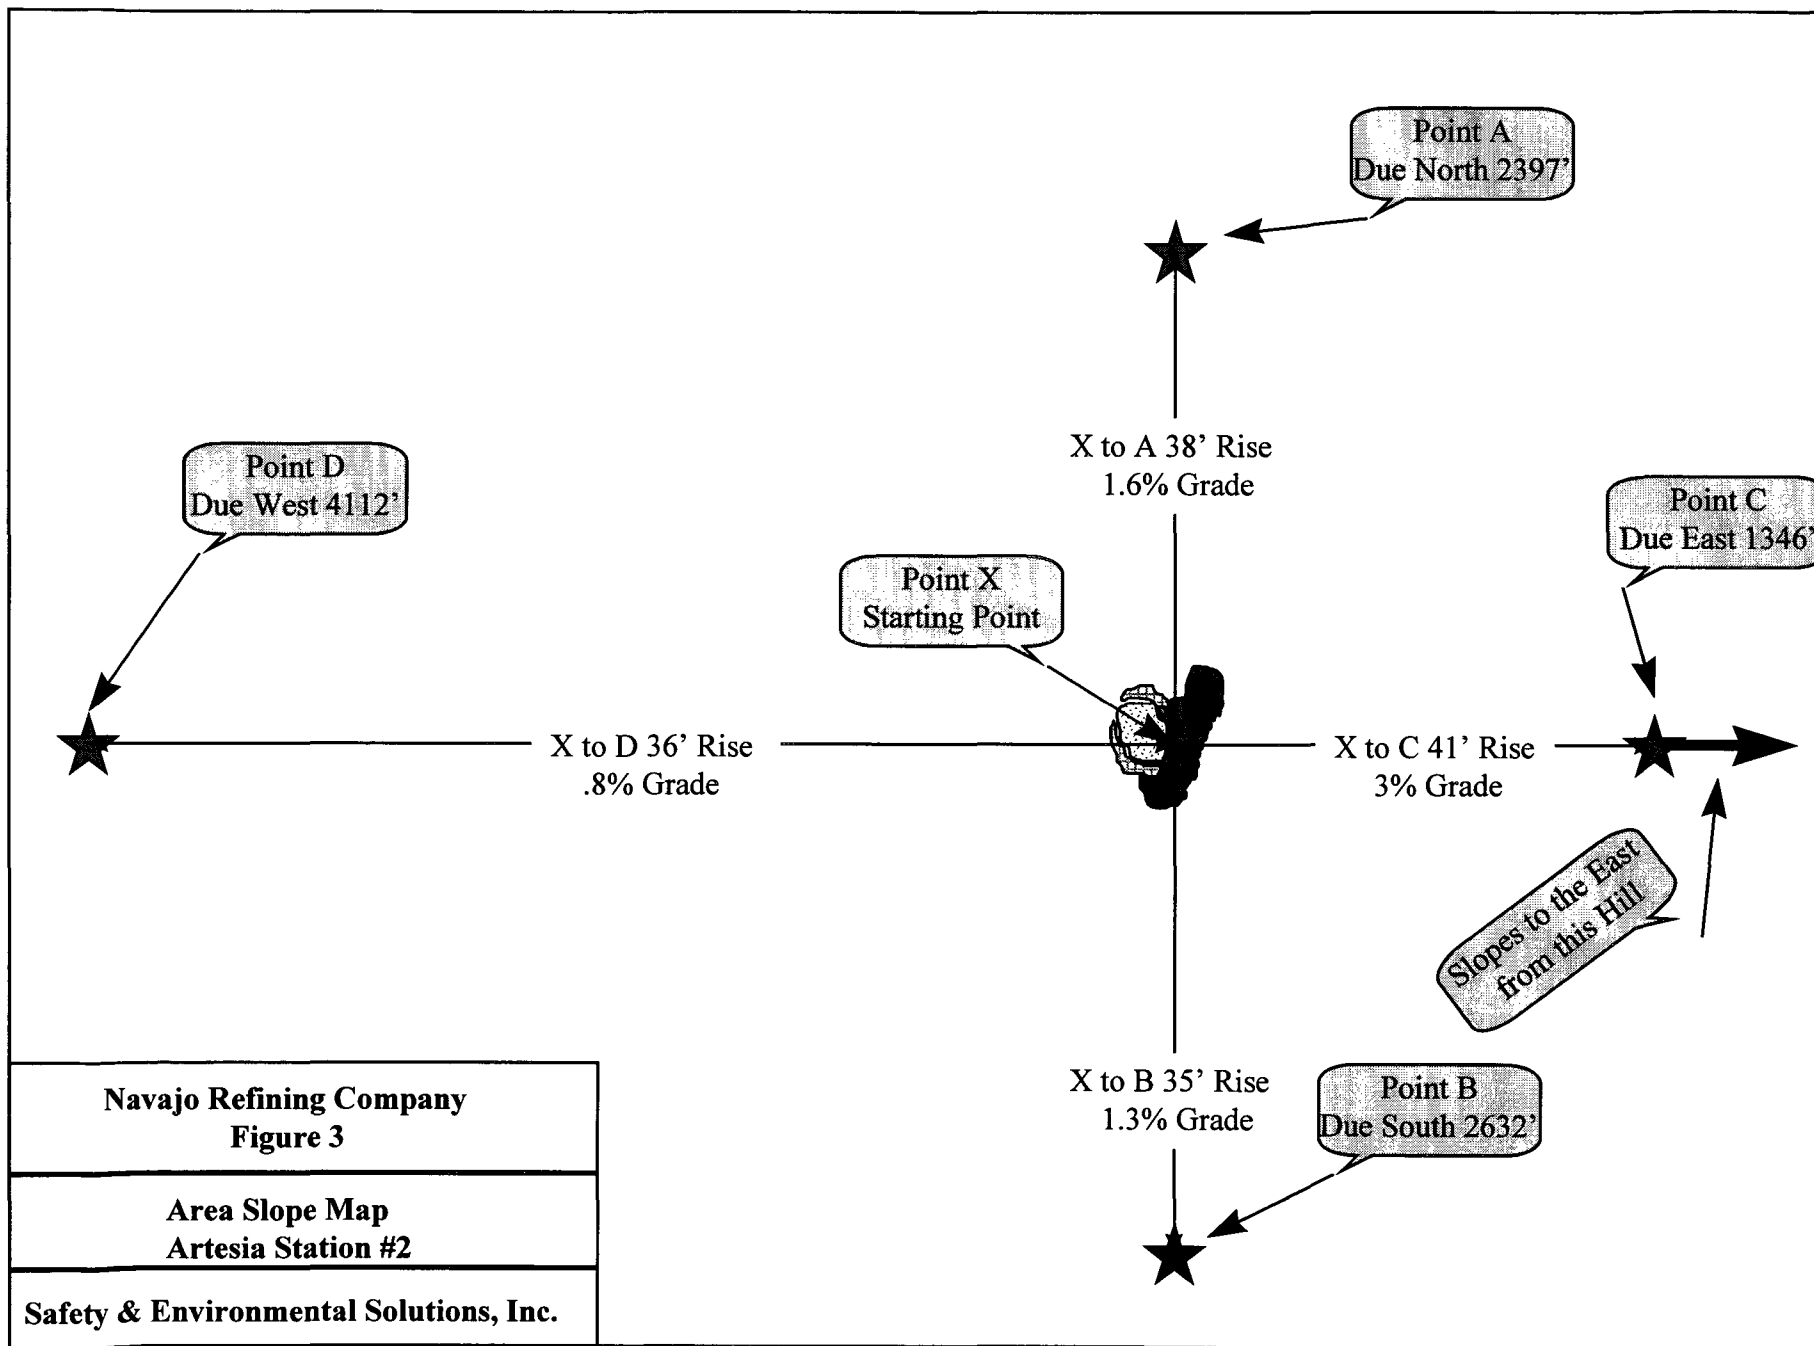 Point A
Due North 2397'
X to A 38' Rise
1.6% Grade
Point D
Due West 4112'
Point C
Due East 1346'
Point X
Starting Point
X to D 36' Rise
.8% Grade
X to C 41' Rise
3% Grade
Slopes to the East
from this Hill
X to B 35' Rise
1.3% Grade
Point B
Due South 2632'
Navajo Refining Company
Figure 3
Area Slope Map
Artesia Station #2
Safety & Environmental Solutions, Inc.